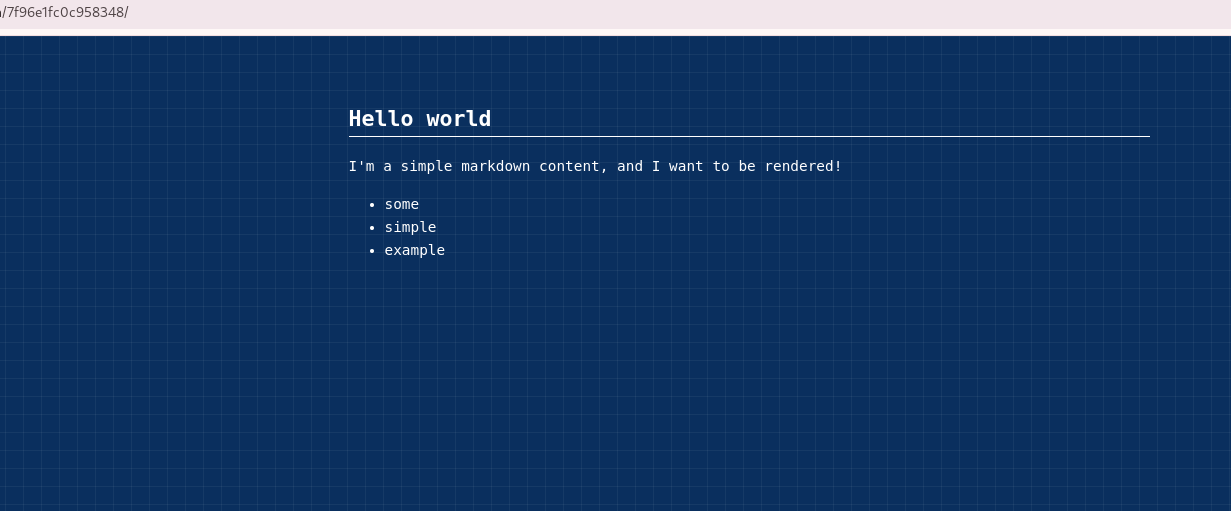 /7f96e1fc0c958348/
Hello world
I'm a simple markdown content, and I want to be rendered!
• some
• simple
• example